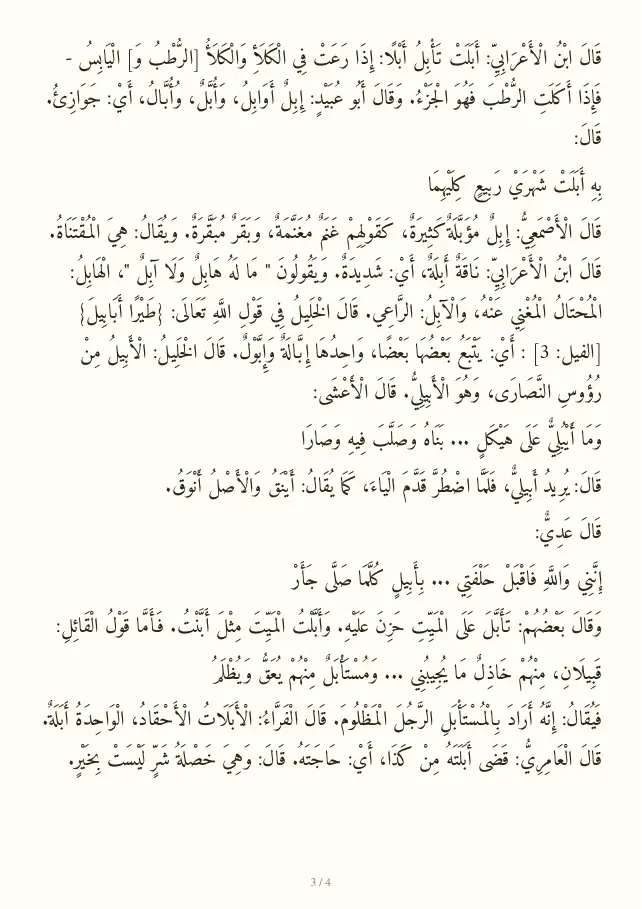 قَالَ ابْنُ الْأَعْرَابِيِّ: أَبَلَتْ تَأْبِلُ أَبْلًا: إِذَا رَعَتْ فِي الْكَلَأِ وَالْكَلَأُ [الرُّطْبُ وَ] الْيَابِسُ -
فَإِذَا أَكَلَتِ الرُّطْبَ فَهُوَ الْجَزْءُ. وَقَالَ أَبُو عُبَيْدٍ: إِبِلٌ أَوَابِلُ، وَأُبَّلٌ، وَأُبَّالٌ، أَيْ: جَوَازِئُ.
قَالَ:
بِهِ أَبَلَتْ شَهْرَيْ رَبِيعٍ كِلَيْهِمَا
قَالَ الْأَصْمَعِيُّ: إِبِلٌ مُؤَبَّلَةٌ كَثِيرَةٌ، كَقَوْلِهِمْ غَنَمٌ مُغَنَّمَةٌ، وَبَقَرٌ مُبَقَّرَةٌ. وَيُقَالُ: هِيَ الْمُقْتَنَاةُ.
قَالَ ابْنُ الْأَعْرَابِيِّ: نَاقَةٌ أَبِلَةٌ، أَيْ: شَدِيدَةٌ. وَيَقُولُونَ " مَا لَهُ هَابِلٌ وَلَا آبِلٌ "، الْهَابِلُ:
الْمُحْتَالُ الْمُغْنِي عَنْهُ، وَالْآبِلُ: الرَّاعِي. قَالَ الْخَلِيلُ فِي قَوْلِ اللَّهِ تَعَالَى: {طَيْرًا أَبَابِيلَ}
[الفيل: 3] : أَيْ: يَتْبَعُ بَعْضُهَا بَعْضًا، وَاحِدُهَا إِبَّالَةٌ وَإِبَّوْلٌ. قَالَ الْخَلِيلُ: الْأَبِيلُ مِنْ
رُؤُوسِ النَّصَارَى، وَهُوَ الْأَبِيلِيُّ. قَالَ الْأَعْشَى:
وَمَا أَيْبُلِيٌّ عَلَى هَيْكَلٍ ... بَنَاهُ وَصَلَّبَ فِيهِ وَصَارَا
قَالَ: يُرِيدُ أَبِيلِيٌّ، فَلَمَّا اضْطُرَّ قَدَّمَ الْيَاءَ، كَمَا يُقَالُ: أَيْنَقُ وَالْأَصْلُ أَنْوَقُ.
قَالَ عَدِيٌّ:
إِنَّنِي وَاللَّهِ فَاقْبَلْ حَلْفَتِي ... بِأَبِيلٍ كُلَّمَا صَلَّى جَأَرْ
وَقَالَ بَعْضُهُمْ: تَأَبَّلَ عَلَى الْمَيِّتِ حَزِنَ عَلَيْهِ. وَأَبَّلْتُ الْمَيِّتَ مِثْلَ أَبَّنْتُ. فَأَمَّا قَوْلُ الْقَائِلِ:
قَبِيلَانِ، مِنْهُمْ خَاذِلٌ مَا يُجِيبُنِي ... وَمُسْتَأْبَلٌ مِنْهُمْ يُعَقُّ وَيُظْلَمُ
فَيُقَالُ: إِنَّهُ أَرَادَ بِالْمُسْتَأْبَلِ الرَّجُلَ الْمَظْلُومَ. قَالَ الْفَرَّاءُ: الْأَبَلَاتُ الْأَحْقَادُ، الْوَاحِدَةُ أَبَلَةٌ.
قَالَ الْعَامِرِيُّ: قَضَى أَبَلَتَهُ مِنْ كَذَا، أَيْ: حَاجَتَهُ. قَالَ: وَهِيَ خَصْلَةُ شَرٍّ لَيْسَتْ بِخَيْرٍ.
3 / 4